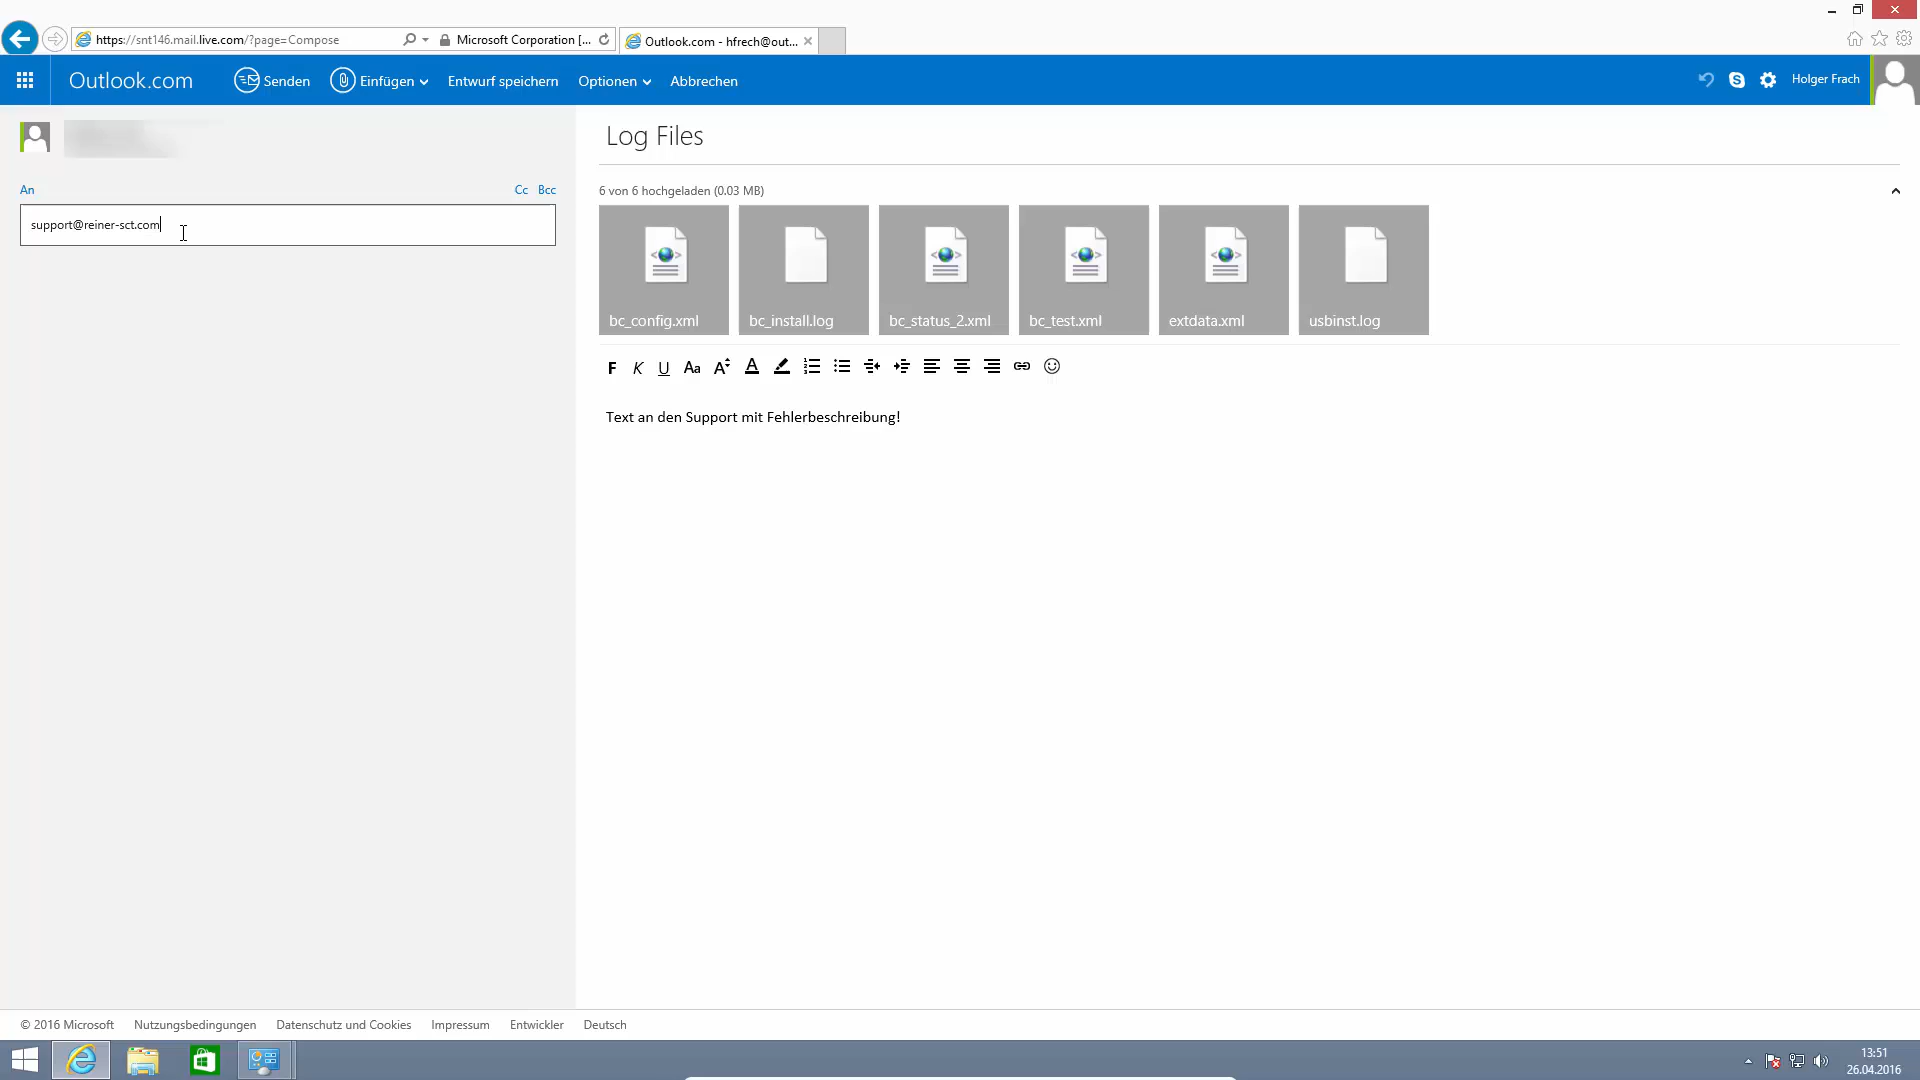 https://snt146.mail.live.com/?page=Compose
Microsoft Corporation [...
Outlook.com - hfrech@out...
Outlook.com
Senden
Einfügen
Entwurf speichern
Optionen
Abbrechen
Holger Frach
Log Files
An
Cc
Bcc
support@reiner-sct.com
6 von 6 hochgeladen (0.03 MB)
bc_config.xml
bc_install.log
bc_status_2.xml
bc_test.xml
extdata.xml
usbinst.log
F K U Aa A A
Text an den Support mit Fehlerbeschreibung!
© 2016 Microsoft
Nutzungsbedingungen
Datenschutz und Cookies
Impressum
Entwickler
Deutsch
13:51
26.04.2016